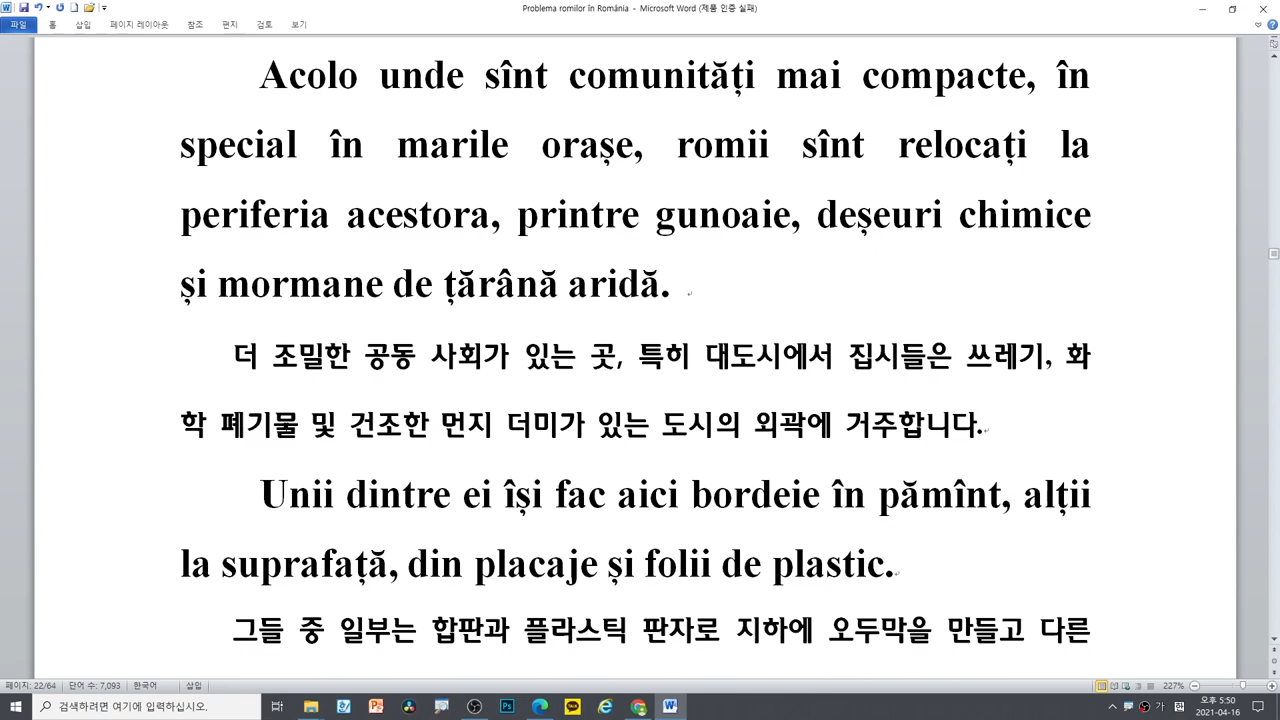 Problema romilor în România - Microsoft Word (제품 인증 실패)
파일 홈 삽입 페이지 레이아웃 참조 편지 검토 보기
Acolo unde sînt comunități mai compacte, în
special în marile orașe, romii sînt relocați la
periferia acestora, printre gunoaie, deșeuri chimice
și mormane de țărână aridă.
더 조밀한 공동 사회가 있는 곳, 특히 대도시에서 집시들은 쓰레기, 화
학 폐기물 및 건조한 먼지 더미가 있는 도시의 외곽에 거주합니다.
Unii dintre ei își fac aici bordeie în pămînt, alții
la suprafață, din placaje și folii de plastic.
그들 중 일부는 합판과 플라스틱 판자로 지하에 오두막을 만들고 다른
페이지: 22/64 단어 수: 7,093 한국어 삽입 227%
검색하려면 여기에 입력하십시오. 가 오후 5:50
2021-04-16